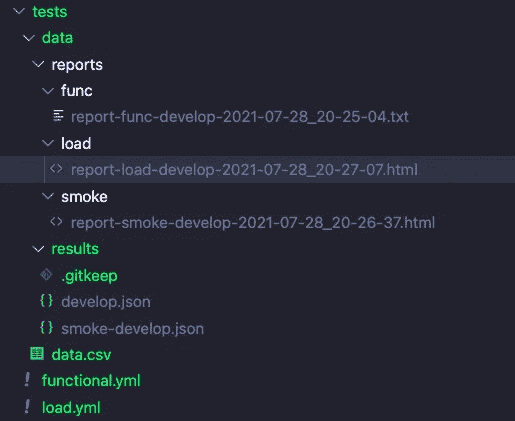 tests
data
reports
func
report-func-develop-2021-07-28_20-25-04.txt
load
report-load-develop-2021-07-28_20-27-07.html
smoke
report-smoke-develop-2021-07-28_20-26-37.html
results
.gitkeep
develop.json
smoke-develop.json
data.csv
functional.yml
load.yml